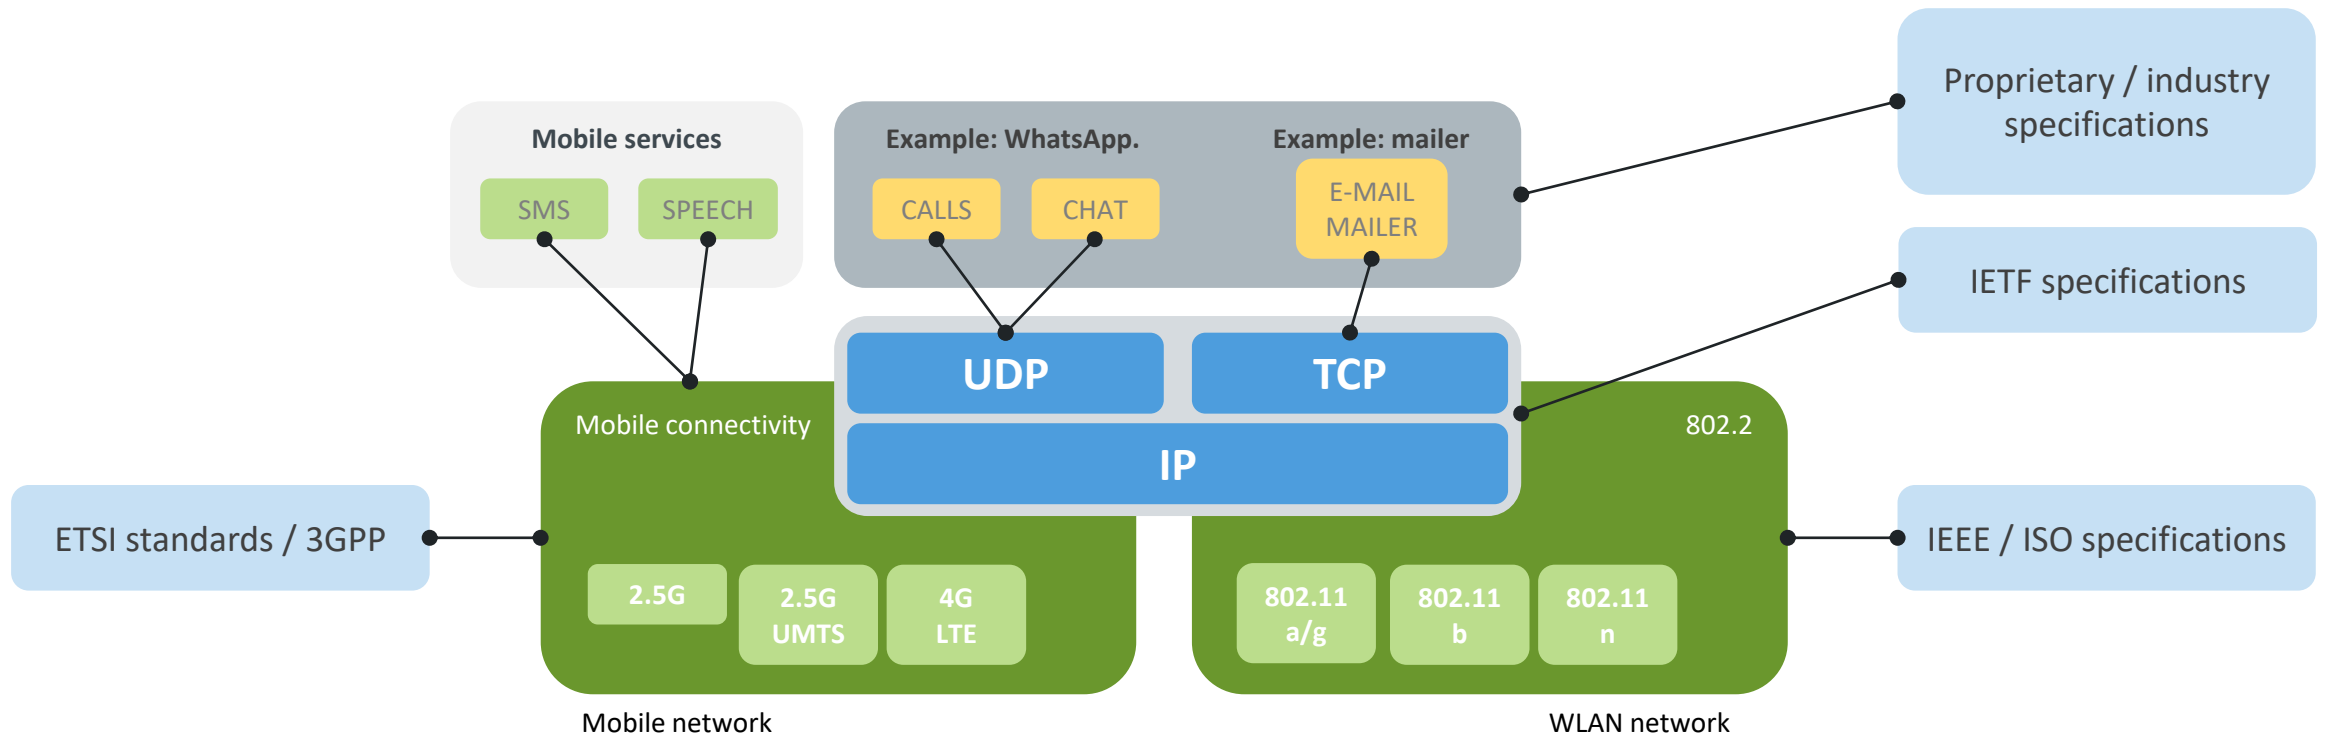 Proprietary / industry
specifications
Mobile services
Example: WhatsApp.
Example: mailer
SMS
SPEECH
CALLS
CHAT
E-MAIL
MAILER
IETF specifications
UDP
TCP
Mobile connectivity
802.2
IP
ETSI standards / 3GPP
IEEE / ISO specifications
2.5G
2.5G
UMTS
4G
LTE
802.11
a/g
802.11
b
802.11
n
Mobile network
WLAN network